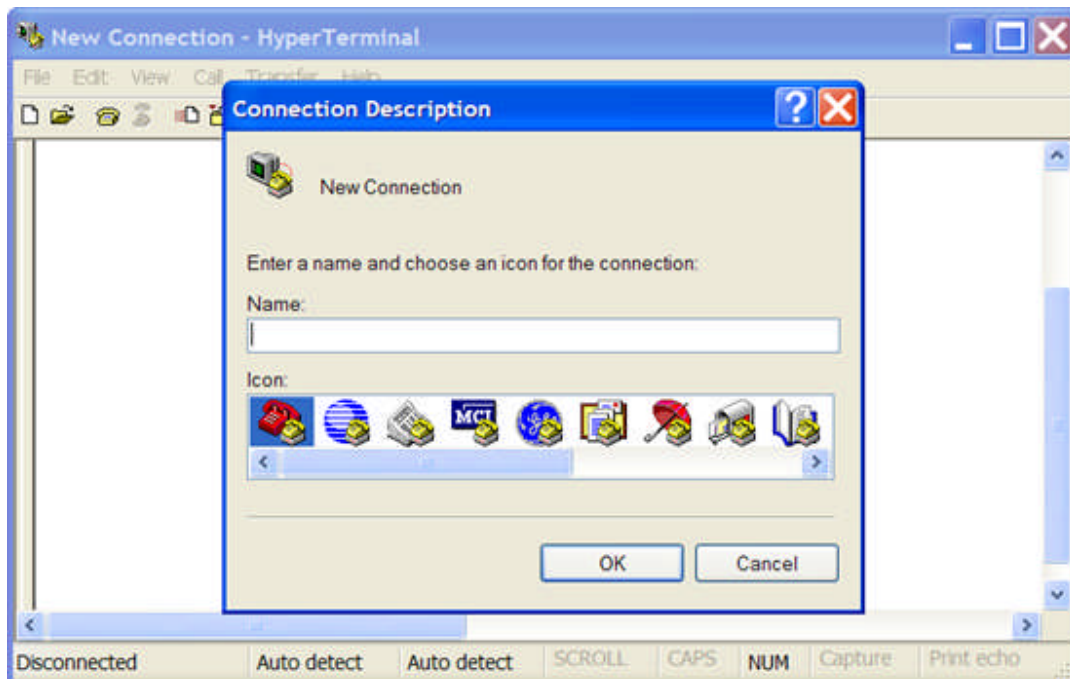 New Connection - HyperTerminal
File Edit View Call Transfer Help
Connection Description
New Connection
Enter a name and choose an icon for the connection:
Name:
Icon:
MCI
OK Cancel
Disconnected Auto detect Auto detect SCROLL CAPS NUM Capture Print echo